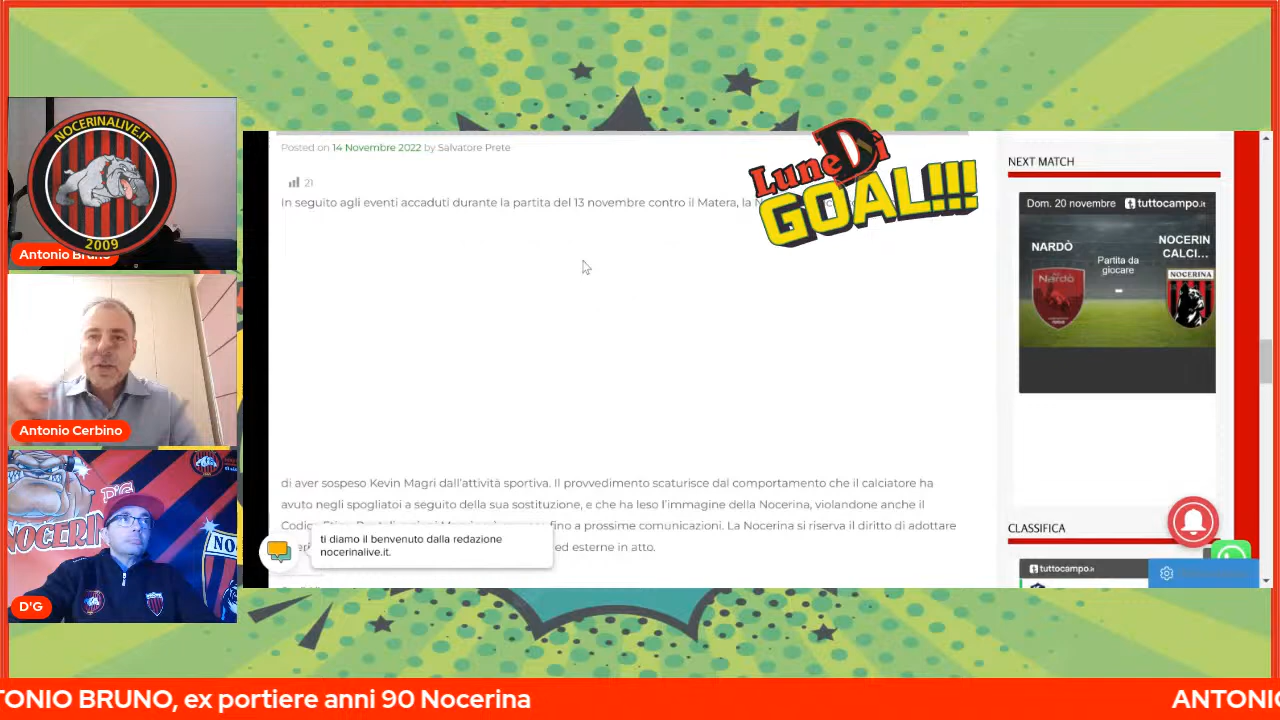 NOCERINALIVE.IT
2009
Antonio Bruno
Antonio Cerbino
D'G
NOCERIN
NO
D'G
Posted on 14 Novembre 2022 by Salvatore Prete
21
In seguito agli eventi accaduti durante la partita del 13 novembre contro il Matera, la
LuneDì
GOAL!!!
di aver sospeso Kevin Magri dall'attività sportiva. Il provvedimento scaturisce dal comportamento che il calciatore ha
avuto negli spogliatoi a seguito della sua sostituzione, e che ha leso l'immagine della Nocerina, violandone anche il
fino a prossime comunicazioni. La Nocerina si riserva il diritto di adottare
ed esterne in atto.
ti diamo il benvenuto dalla redazione
nocerinalive.it.
NEXT MATCH
Dom. 20 novembre tuttocampo.it
NARDÒ
NOCERIN
CALCI...
Partita da
giocare
-
Nardò
NOCERINA
CLASSIFICA
tuttocampo.it
TONIO BRUNO, ex portiere anni 90 Nocerina
ANTONIO